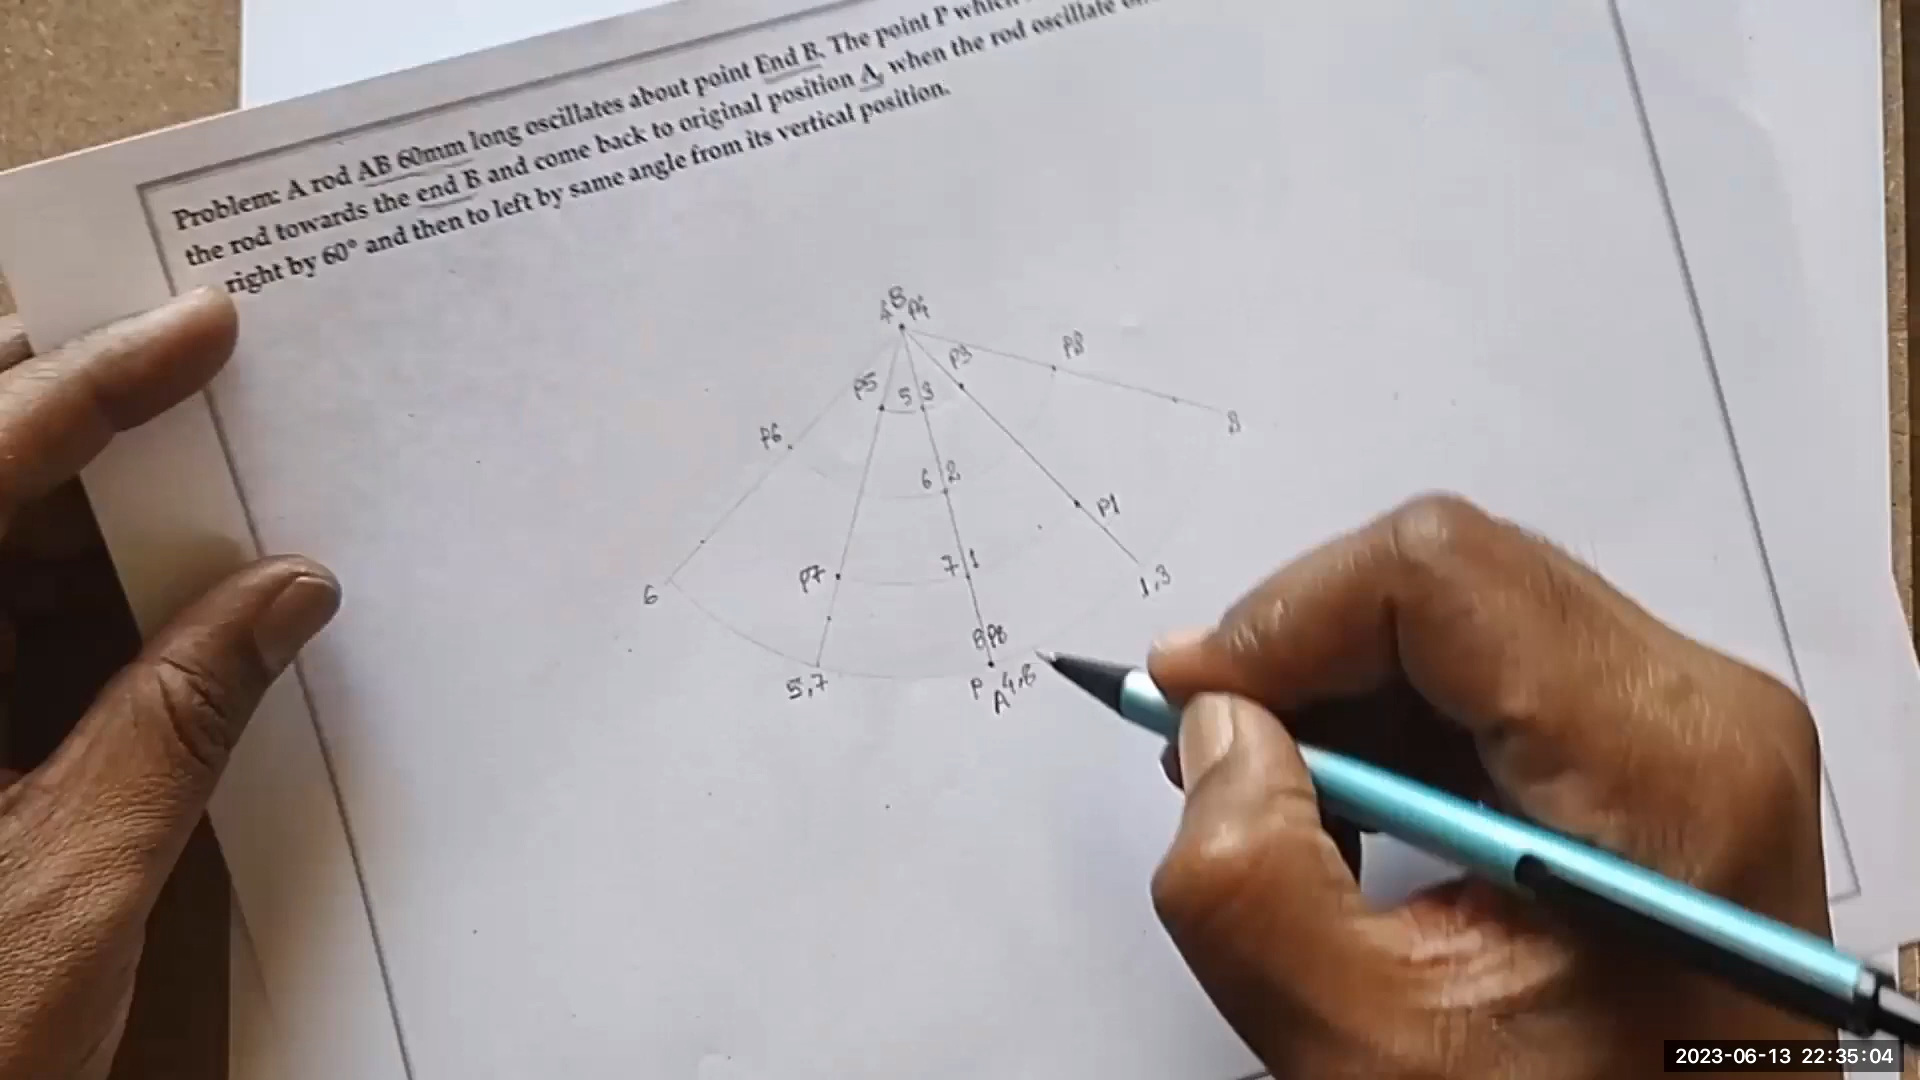 Problem: A rod AB 60mm long oscillates about point End B. The point P which
the rod towards the end B and come back to original position A, when the rod oscillate
right by 60° and then to left by same angle from its vertical position.
B
4 P4
P8
P3
P5 5 3
8
P6
6 2
P1
P7 7 1
1,3
6
8 P8
5,7
P A 4,8
2023-06-13 22:35:04